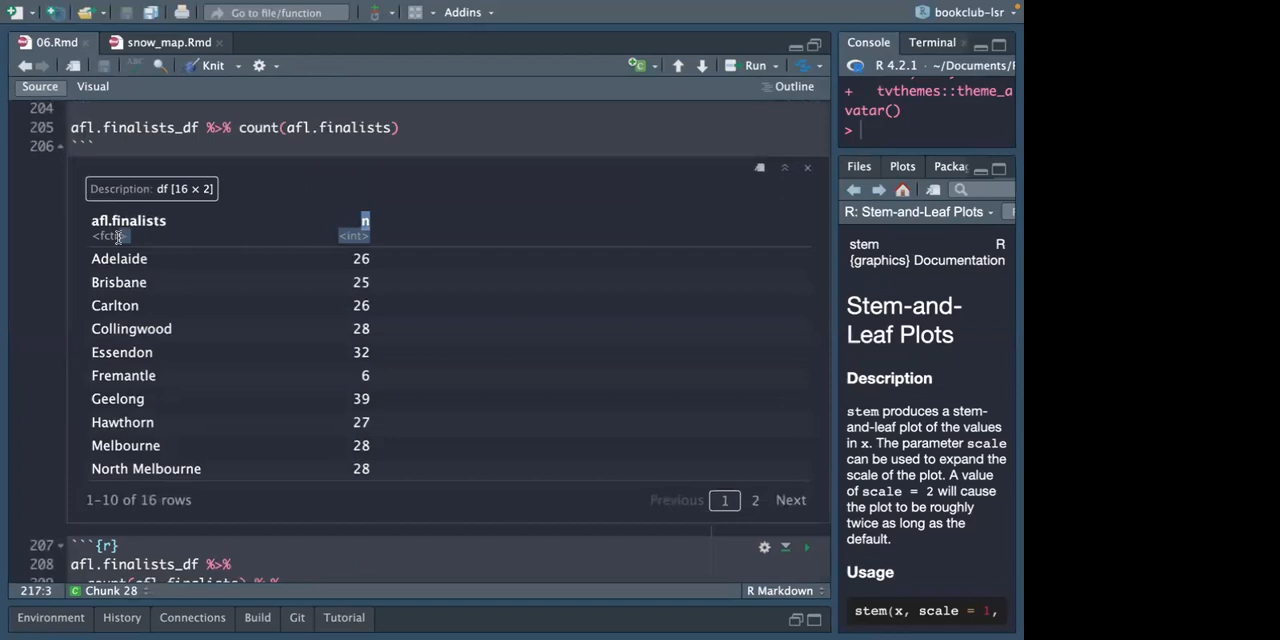 Go to file/function
Addins
bookclub-lsr
06.Rmd
snow_map.Rmd
ABC
Knit
Run
Source
Visual
Outline
204
205 afl.finalists_df %>% count(afl.finalists)
206 ```
Description: df [16 × 2]
afl.finalists n
<fct> <int>
Adelaide 26
Brisbane 25
Carlton 26
Collingwood 28
Essendon 32
Fremantle 6
Geelong 39
Hawthorn 27
Melbourne 28
North Melbourne 28
1-10 of 16 rows
Previous 1 2 Next
207 ```{r}
208 afl.finalists_df %>%
217:3
Chunk 28
R Markdown
Environment
History
Connections
Build
Git
Tutorial
Console
Terminal
R 4.2.1 · ~/Documents/
+ tvthemes::theme_a
vatar()
>
Files
Plots
Packa
R: Stem-and-Leaf Plots
stem R
{graphics} Documentation
Stem-and-
Leaf Plots
Description
stem produces a stem-
and-leaf plot of the values
in x. The parameter scale
can be used to expand the
scale of the plot. A value
of scale = 2 will cause
the plot to be roughly
twice as long as the
default.
Usage
stem(x, scale = 1,